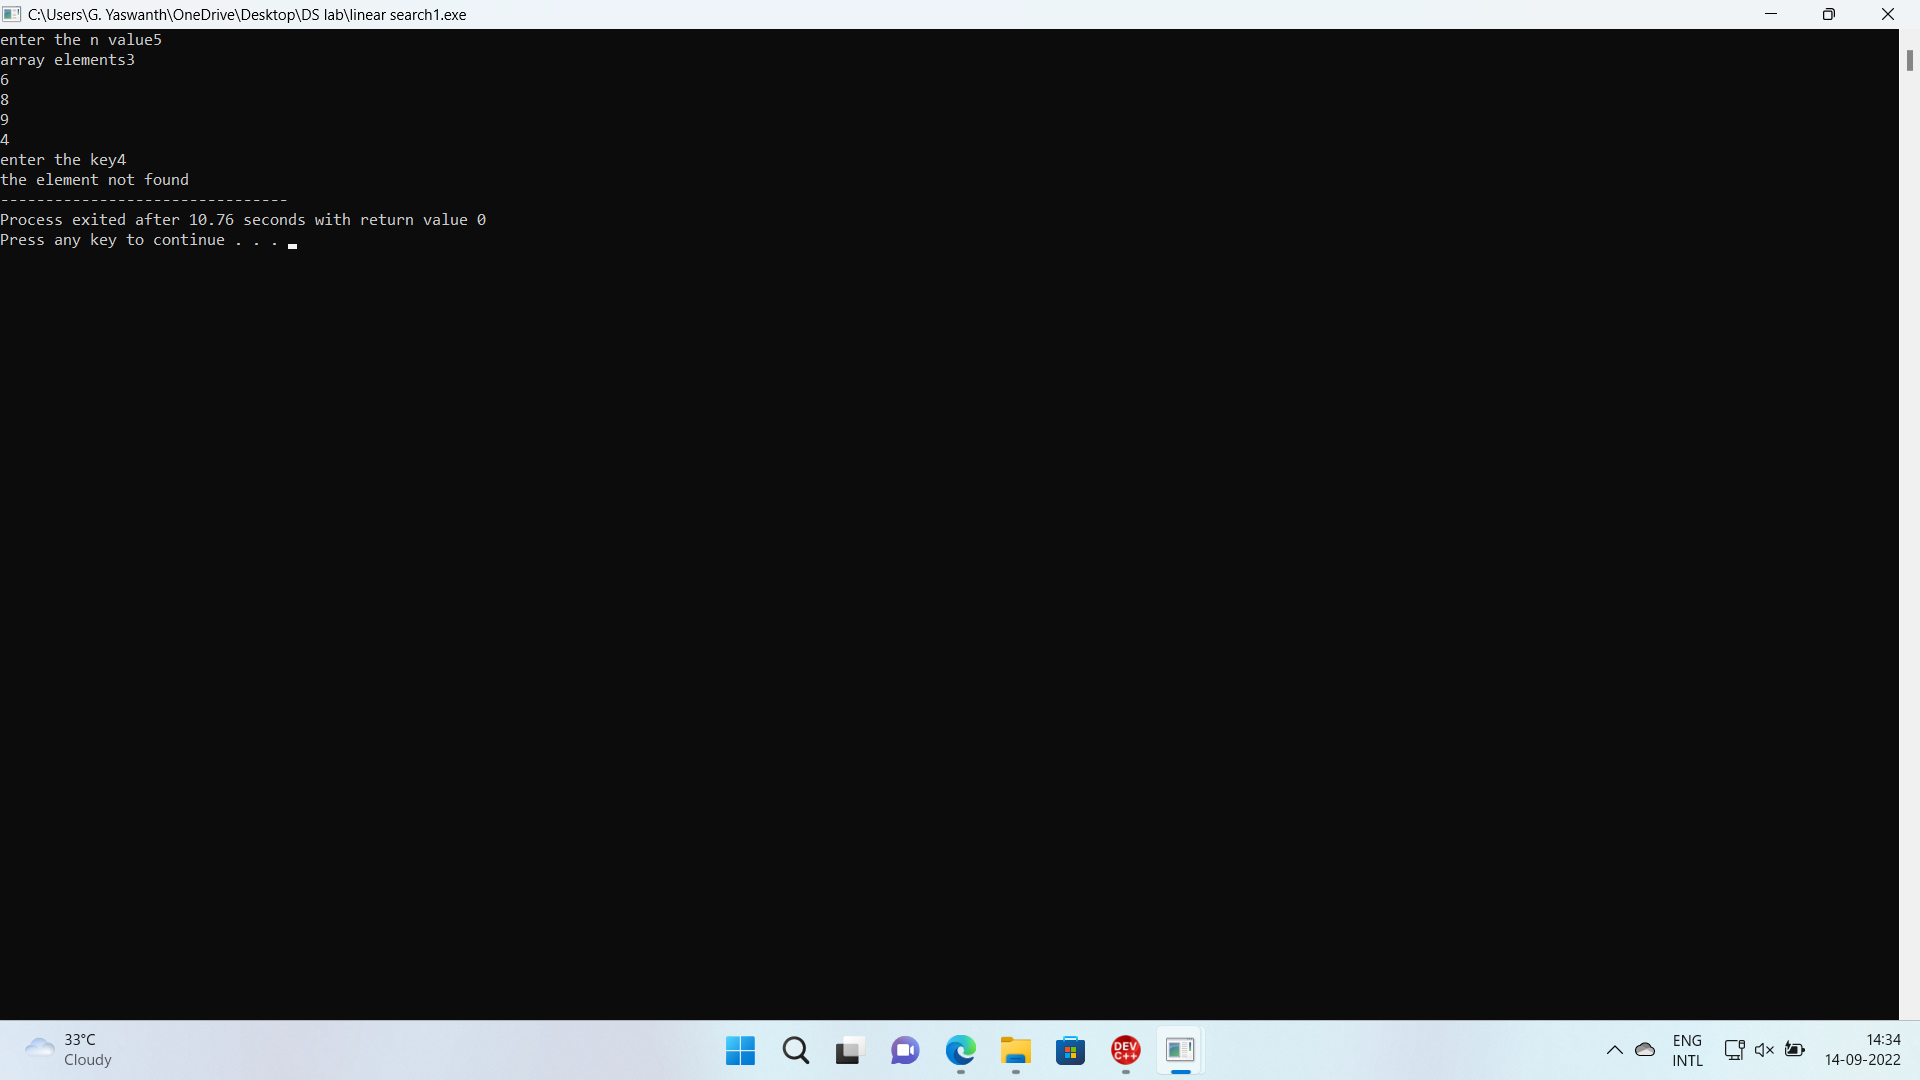 C:\Users\G. Yaswanth\OneDrive\Desktop\DS lab\linear search1.exe
enter the n value5
array elements3
6
8
9
4
enter the key4
the element not found
--------------------------------
Process exited after 10.76 seconds with return value 0
Press any key to continue . . .
33°C
Cloudy
DEV
C++
ENG
INTL
14:34
14-09-2022